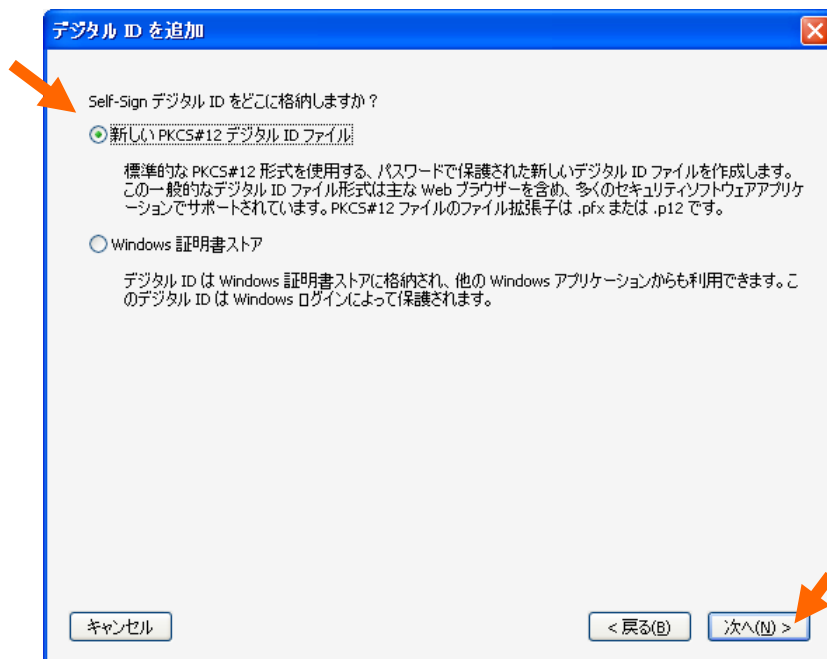 デジタル ID を追加
Self-Sign デジタル ID をどこに格納しますか？
新しい PKCS#12 デジタル ID ファイル
標準的な PKCS#12 形式を使用する、パスワードで保護された新しいデジタル ID ファイルを作成します。
この一般的なデジタル ID ファイル形式は主な Web ブラウザーを含め、多くのセキュリティソフトウェアアプリケ
ーションでサポートされています。PKCS#12 ファイルのファイル拡張子は .pfx または .p12 です。
Windows 証明書ストア
デジタル ID は Windows 証明書ストアに格納され、他の Windows アプリケーションからも利用できます。こ
のデジタル ID は Windows ログインによって保護されます。
キャンセル
< 戻る(B)
次へ(N) >